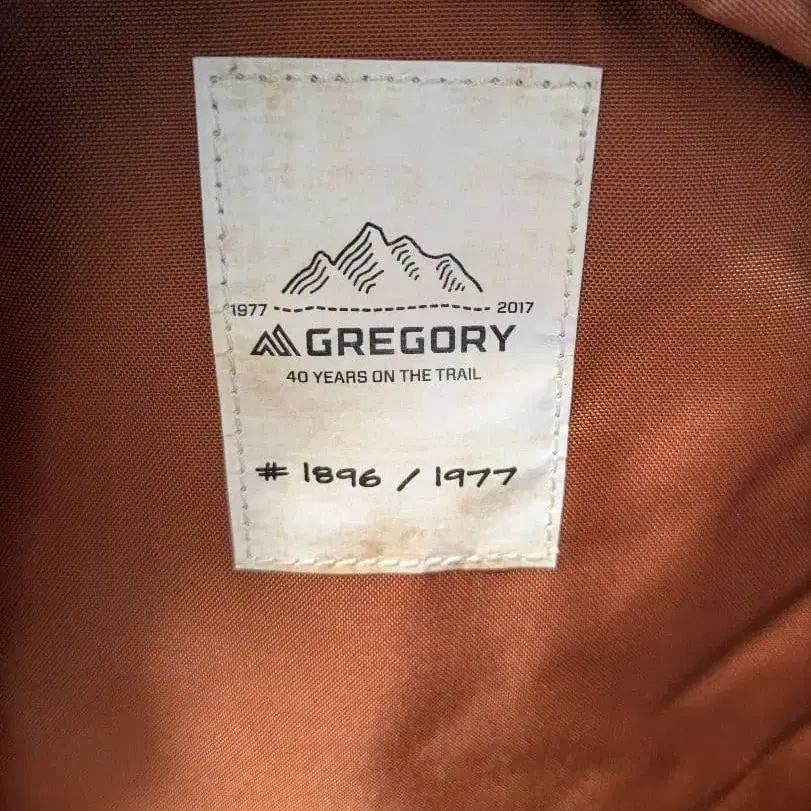 1977 2017
GREGORY
40 YEARS ON THE TRAIL
# 1896 / 1977